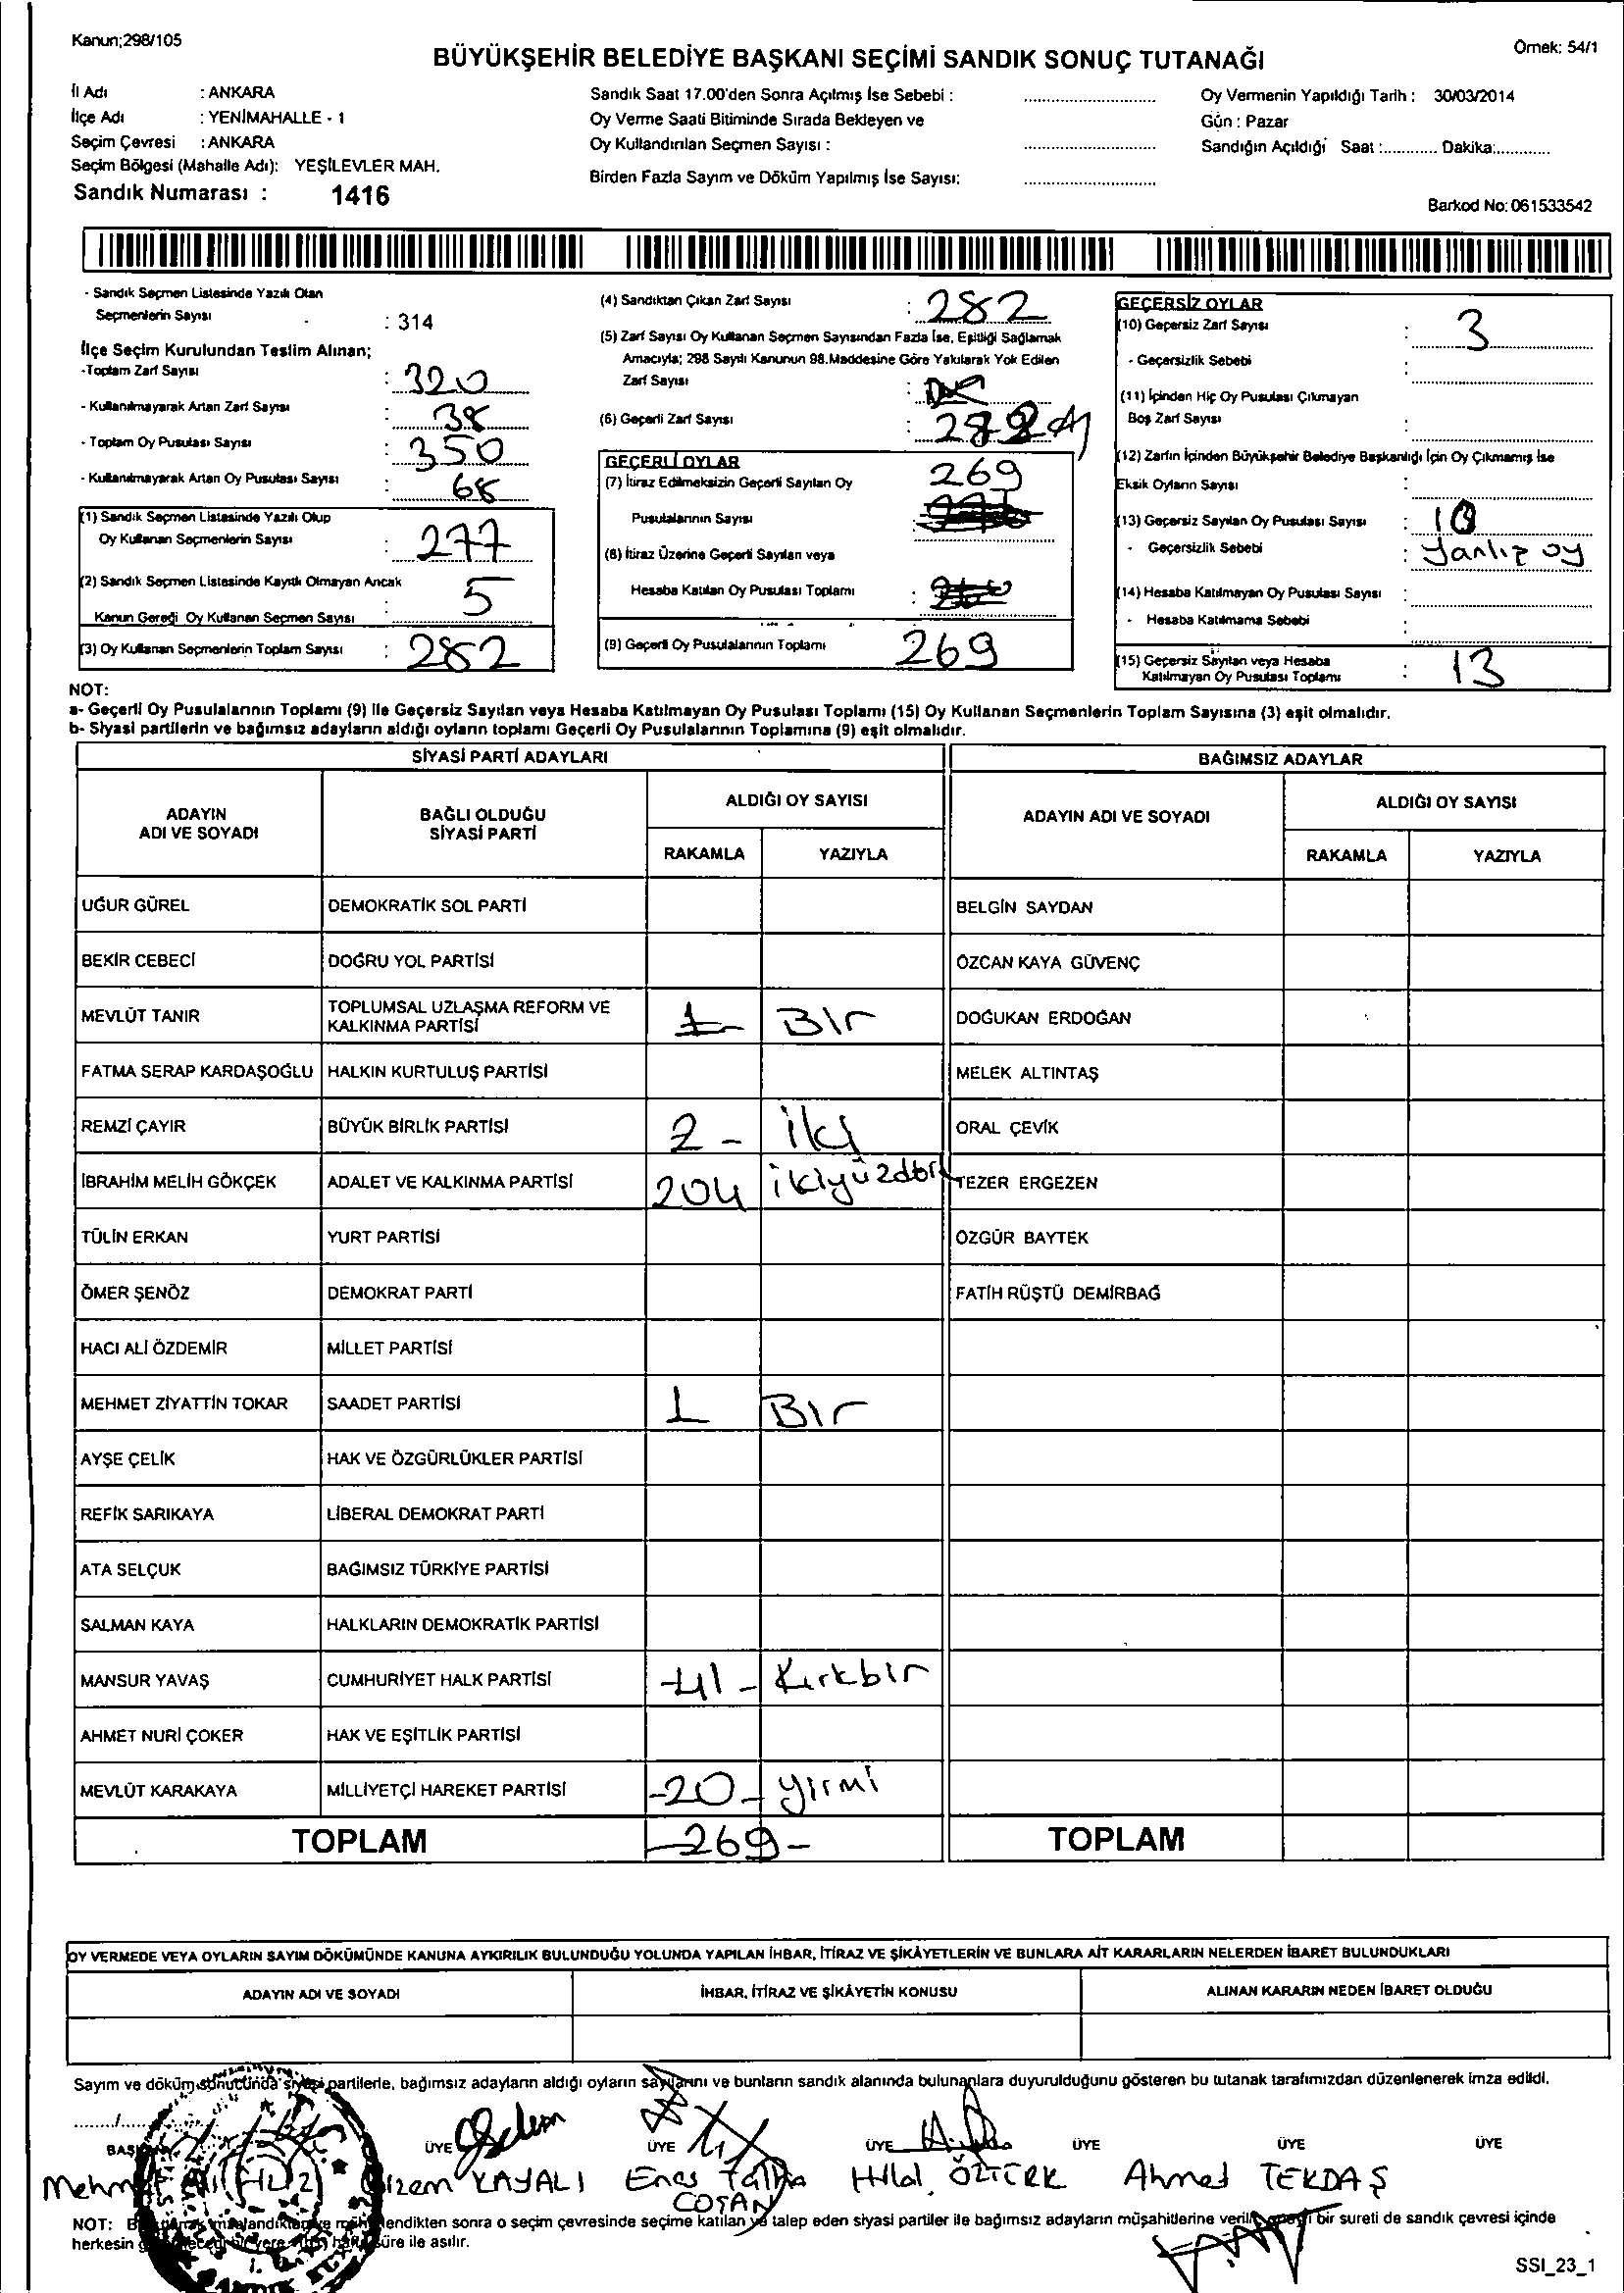 Kanun;298/105
Örnek: 54/1
BÜYÜKŞEHİR BELEDİYE BAŞKANI SEÇİMİ SANDIK SONUÇ TUTANAĞI
İl Adı : ANKARA
İlçe Adı : YENİMAHALLE - 1
Seçim Çevresi : ANKARA
Seçim Bölgesi (Mahalle Adı): YEŞİLEVLER MAH.
Sandık Numarası : 1416
Sandık Saat 17.00'den Sonra Açılmış İse Sebebi :
Oy Verme Saati Bitiminde Sırada Bekleyen ve
Oy Kullandırılan Seçmen Sayısı :
Birden Fazla Sayım ve Döküm Yapılmış İse Sayısı:
Oy Vermenin Yapıldığı Tarih : 30/03/2014
Gün : Pazar
Sandığın Açıldığı Saat :............ Dakika:............
Barkod No: 061533542
- Sandık Seçmen Listesinde Yazılı Olan
Seçmenlerin Sayısı : 314
İlçe Seçim Kurulundan Teslim Alınan;
-Toplam Zarf Sayısı : 320
- Kullanılmayarak Artan Zarf Sayısı : 38
- Toplam Oy Pusulası Sayısı : 350
- Kullanılmayarak Artan Oy Pusulası Sayısı : 68
(1) Sandık Seçmen Listesinde Yazılı Olup
Oy Kullanan Seçmenlerin Sayısı : 277
(2) Sandık Seçmen Listesinde Kayıtlı Olmayan Ancak
Kanun Gereği Oy Kullanan Seçmen Sayısı : 5
(3) Oy Kullanan Seçmenlerin Toplam Sayısı : 282
(4) Sandıktan Çıkan Zarf Sayısı : 282
(5) Zarf Sayısı Oy Kullanan Seçmen Sayısından Fazla İse, Eşitliği Sağlamak
Amacıyla; 298 Sayılı Kanunun 98.Maddesine Göre Yakılarak Yok Edilen
Zarf Sayısı :
(6) Geçerli Zarf Sayısı :
GEÇERLİ OYLAR
(7) İtiraz Edilmeksizin Geçerli Sayılan Oy 269
Pusulalarının Sayısı :
(8) İtiraz Üzerine Geçerli Sayılan veya
Hesaba Katılan Oy Pusulası Toplamı :
(9) Geçerli Oy Pusulalarının Toplamı 269
GEÇERSİZ OYLAR
(10) Geçersiz Zarf Sayısı : 3
- Geçersizlik Sebebi :
(11) İçinden Hiç Oy Pusulası Çıkmayan
Boş Zarf Sayısı :
(12) Zarfın İçinden Büyükşehir Belediye Başkanlığı İçin Oy Çıkmamış İse
Eksik Oyların Sayısı :
(13) Geçersiz Sayılan Oy Pusulası Sayısı : 10
- Geçersizlik Sebebi : Yanlız oy
(14) Hesaba Katılmayan Oy Pusulası Sayısı :
- Hesaba Katılmama Sebebi :
(15) Geçersiz Sayılan veya Hesaba
Katılmayan Oy Pusulası Toplamı : 13
NOT:
a- Geçerli Oy Pusulalarının Toplamı (9) ile Geçersiz Sayılan veya Hesaba Katılmayan Oy Pusulası Toplamı (15) Oy Kullanan Seçmenlerin Toplam Sayısına (3) eşit olmalıdır.
b- Siyasi partilerin ve bağımsız adayların aldığı oyların toplamı Geçerli Oy Pusulalarının Toplamına (9) eşit olmalıdır.
SİYASİ PARTİ ADAYLARI BAĞIMSIZ ADAYLAR
ADAYIN ADI VE SOYADI BAĞLI OLDUĞU SİYASİ PARTİ ALDIĞI OY SAYISI ADAYIN ADI VE SOYADI ALDIĞI OY SAYISI
RAKAMLA YAZIYLA RAKAMLA YAZIYLA
UĞUR GÜREL DEMOKRATİK SOL PARTİ BELGİN SAYDAN
BEKİR CEBECİ DOĞRU YOL PARTİSİ ÖZCAN KAYA GÜVENÇ
MEVLÜT TANIR TOPLUMSAL UZLAŞMA REFORM VE KALKINMA PARTİSİ 1- BIr DOĞUKAN ERDOĞAN
FATMA SERAP KARDAŞOĞLU HALKIN KURTULUŞ PARTİSİ MELEK ALTINTAŞ
REMZİ ÇAYIR BÜYÜK BİRLİK PARTİSİ 2- iki ORAL ÇEVİK
İBRAHİM MELİH GÖKÇEK ADALET VE KALKINMA PARTİSİ 204 ikiyüzdört TEZER ERGEZEN
TÜLİN ERKAN YURT PARTİSİ ÖZGÜR BAYTEK
ÖMER ŞENÖZ DEMOKRAT PARTİ FATİH RÜŞTÜ DEMİRBAĞ
HACI ALİ ÖZDEMİR MİLLET PARTİSİ
MEHMET ZİYATTİN TOKAR SAADET PARTİSİ 1 BIr
AYŞE ÇELİK HAK VE ÖZGÜRLÜKLER PARTİSİ
REFİK SARIKAYA LİBERAL DEMOKRAT PARTİ
ATA SELÇUK BAĞIMSIZ TÜRKİYE PARTİSİ
SALMAN KAYA HALKLARIN DEMOKRATİK PARTİSİ
MANSUR YAVAŞ CUMHURİYET HALK PARTİSİ -41- Kırkbır
AHMET NURİ ÇOKER HAK VE EŞİTLİK PARTİSİ
MEVLÜT KARAKAYA MİLLİYETÇİ HAREKET PARTİSİ -20- yirmi
TOPLAM -269- TOPLAM
OY VERMEDE VEYA OYLARIN SAYIM DÖKÜMÜNDE KANUNA AYKIRILIK BULUNDUĞU YOLUNDA YAPILAN İHBAR, İTİRAZ VE ŞİKÂYETLERİN VE BUNLARA AİT KARARLARIN NELERDEN İBARET BULUNDUKLARI
ADAYIN ADI VE SOYADI İHBAR, İTİRAZ VE ŞİKÂYETİN KONUSU ALINAN KARARIN NEDEN İBARET OLDUĞU
Sayım ve döküm sonucunda siyasi partilerle, bağımsız adayların aldığı oyların sayılarını ve bunların sandık alanında bulunanlara duyurulduğunu gösteren bu tutanak tarafımızdan düzenlenerek imza edildi.
ÜYE ÜYE ÜYE ÜYE ÜYE ÜYE
KAYALI Enes Talha COŞAN Hilal ÖZTÜRK Ahmed TEKDAŞ
NOT: lendikten sonra o seçim çevresinde seçime katılan ve talep eden siyasi partiler ile bağımsız adayların müşahitlerine bir sureti de sandık çevresi içinde
herkesin süre ile asılır.
SSI_23_1